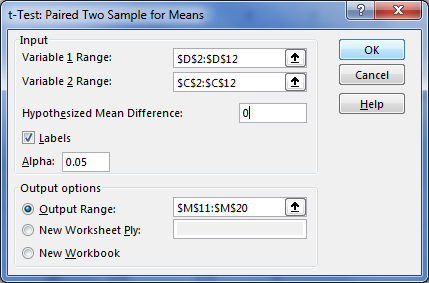 t-Test: Paired Two Sample for Means
Input
Variable 1 Range: $D$2:$D$12
Variable 2 Range: $C$2:$C$12
Hypothesized Mean Difference: 0
Labels
Alpha: 0.05
Output options
Output Range: $M$11:$M$20
New Worksheet Ply:
New Workbook
OK
Cancel
Help